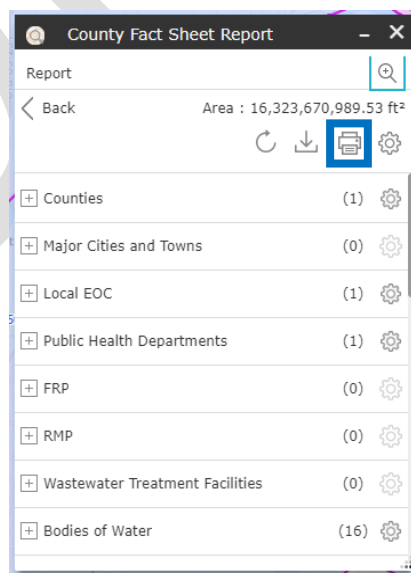 County Fact Sheet Report
Report
Back Area : 16,323,670,989.53 ft²
Counties (1)
Major Cities and Towns (0)
Local EOC (1)
Public Health Departments (1)
FRP (0)
RMP (0)
Wastewater Treatment Facilities (0)
Bodies of Water (16)